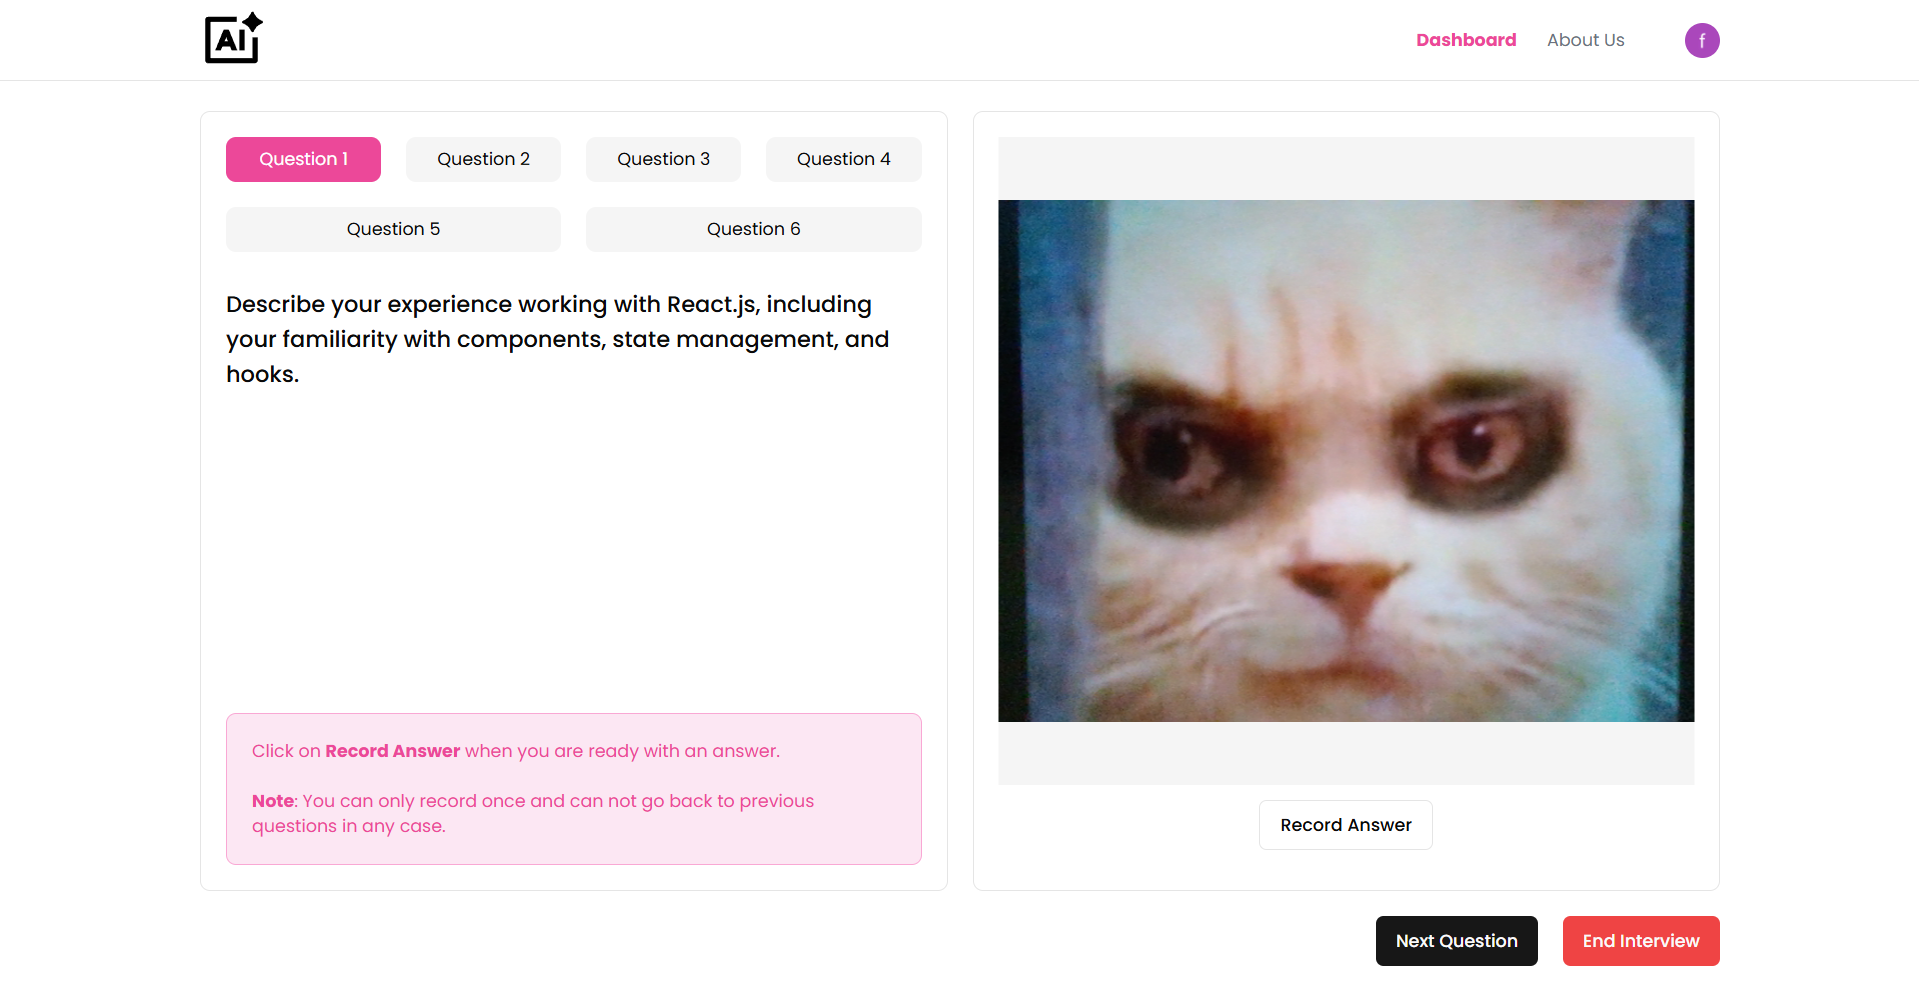 AI
Dashboard
About Us
f
Question 1
Question 2
Question 3
Question 4
Question 5
Question 6
Describe your experience working with React.js, including
your familiarity with components, state management, and
hooks.
Click on Record Answer when you are ready with an answer.
Note: You can only record once and can not go back to previous
questions in any case.
Record Answer
Next Question
End Interview